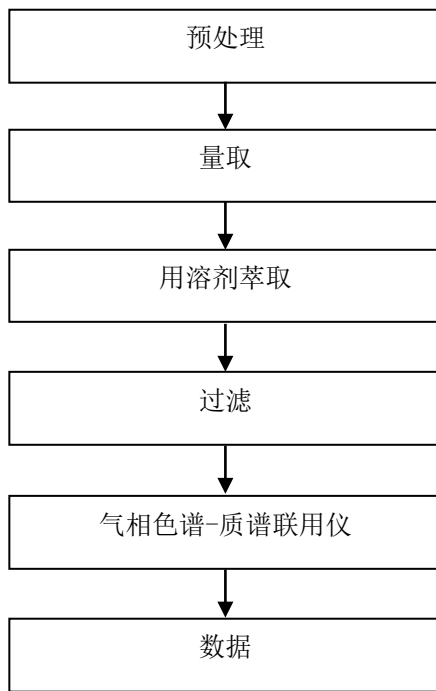 预处理
量取
用溶剂萃取
过滤
气相色谱-质谱联用仪
数据